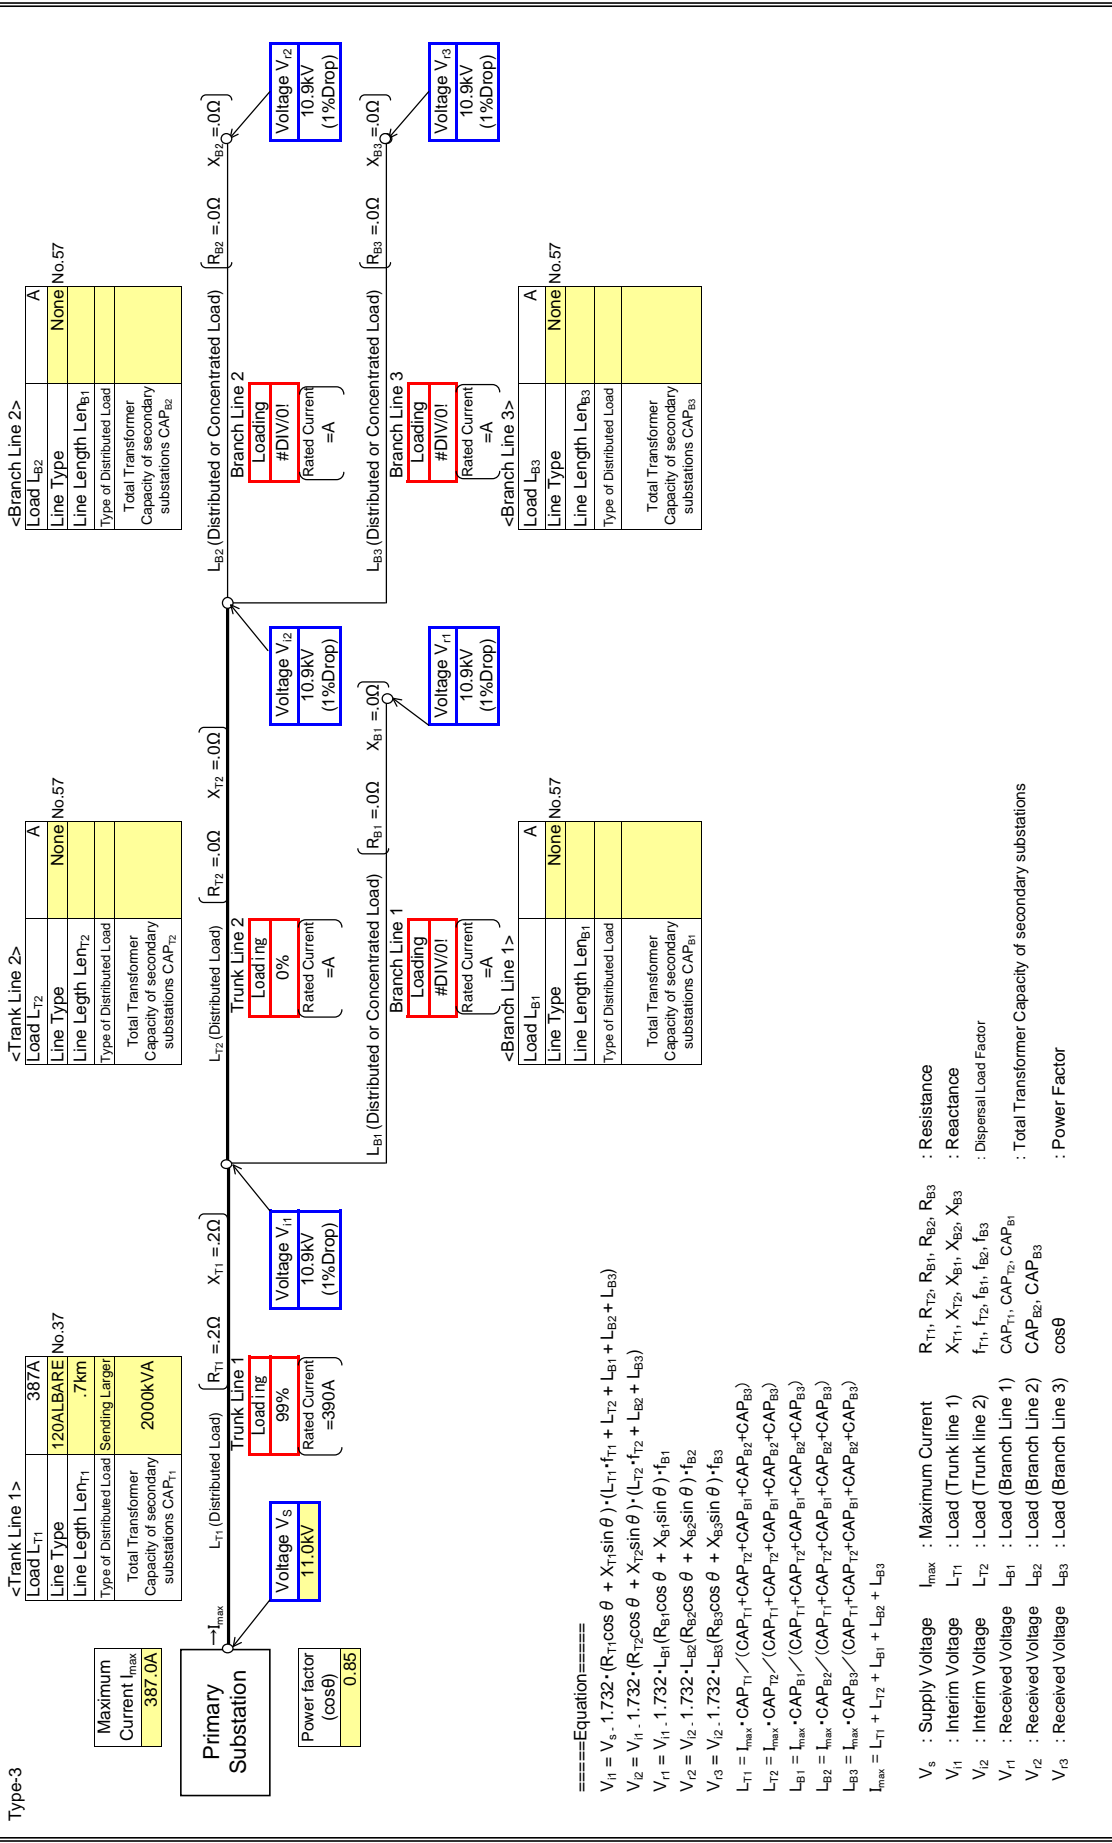 Type-3
Maximum
Current Imax
387.0A
Primary
Substation
Power factor
(cosθ)
0.85
→Imax
Voltage VS
11.0kV
<Trank Line 1>
Load LT1 387A
Line Type 120ALBARE No.37
Line Legth LenT1 .7km
Type of Distributed Load Sending Larger
Total Transformer
Capacity of secondary
substations CAPT1
2000kVA
LT1 (Distributed Load)
RT1 =.2Ω XT1 =.2Ω
Trunk Line 1
Loading
99%
Rated Current
=390A
Voltage Vi1
10.9kV
(1%Drop)
<Trank Line 2>
Load LT2 A
Line Type None No.57
Line Length LenT2
Type of Distributed Load
Total Transformer
Capacity of secondary
substations CAPT2
LT2 (Distributed Load)
RT2 =.0Ω XT2 =.0Ω
Trunk Line 2
Loading
0%
Rated Current
=A
Voltage Vi2
10.9kV
(1%Drop)
LB1 (Distributed or Concentrated Load)
RB1 =.0Ω XB1 =.0Ω
Branch Line 1
Loading
#DIV/0!
Rated Current
=A
Voltage Vr1
10.9kV
(1%Drop)
<Branch Line 1>
Load LB1 A
Line Type None No.57
Line Length LenB1
Type of Distributed Load
Total Transformer
Capacity of secondary
substations CAPB1
<Branch Line 2>
Load LB2 A
Line Type None No.57
Line Length LenB1
Type of Distributed Load
Total Transformer
Capacity of secondary
substations CAPB2
LB2 (Distributed or Concentrated Load)
RB2 =.0Ω XB2 =.0Ω
Branch Line 2
Loading
#DIV/0!
Rated Current
=A
Voltage Vr2
10.9kV
(1%Drop)
LB3 (Distributed or Concentrated Load)
RB3 =.0Ω XB3 =.0Ω
Branch Line 3
Loading
#DIV/0!
Rated Current
=A
Voltage Vr3
10.9kV
(1%Drop)
<Branch Line 3>
Load LB3 A
Line Type None No.57
Line Length LenB3
Type of Distributed Load
Total Transformer
Capacity of secondary
substations CAPB3
=====Equation=====
Vi1 = Vs - 1.732・(RT1cos θ + XT1sin θ)・(LT1・fT1 + LT2 + LB1 + LB2 + LB3)
Vi2 = Vi1 - 1.732・(RT2cos θ + XT2sin θ)・(LT2・fT2 + LB2 + LB3)
Vr1 = Vi1 - 1.732・LB1(RB1cos θ + XB1sin θ)・fB1
Vr2 = Vi2 - 1.732・LB2(RB2cos θ + XB2sin θ)・fB2
Vr3 = Vi2 - 1.732・LB3(RB3cos θ + XB3sin θ)・fB3
LT1 = Imax・CAPT1／(CAPT1+CAPT2+CAPB1+CAPB2+CAPB3)
LT2 = Imax・CAPT2／(CAPT1+CAPT2+CAPB1+CAPB2+CAPB3)
LB1 = Imax・CAPB1／(CAPT1+CAPT2+CAPB1+CAPB2+CAPB3)
LB2 = Imax・CAPB2／(CAPT1+CAPT2+CAPB1+CAPB2+CAPB3)
LB3 = Imax・CAPB3／(CAPT1+CAPT2+CAPB1+CAPB2+CAPB3)
Imax = LT1 + LT2 + LB1 + LB2 + LB3
Vs : Supply Voltage Imax : Maximum Current RT1, RT2, RB1, RB2, RB3 : Resistance
Vi1 : Interim Voltage LT1 : Load (Trunk line 1) XT1, XT2, XB1, XB2, XB3 : Reactance
Vi2 : Interim Voltage LT2 : Load (Trunk line 2) fT1, fT2, fB1, fB2, fB3 : Dispersal Load Factor
Vr1 : Received Voltage LB1 : Load (Branch Line 1) CAPT1, CAPT2, CAPB1
Vr2 : Received Voltage LB2 : Load (Branch Line 2) CAPB2, CAPB3 : Total Transformer Capacity of secondary substations
Vr3 : Received Voltage LB3 : Load (Branch Line 3) cosθ : Power Factor